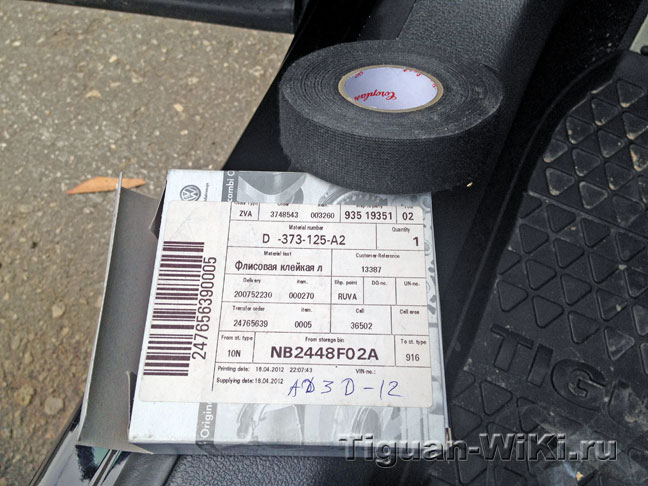 Coroplast
ZVA 3748543 003260 935 19351 02
Material number Quantity
D -373-125-A2 1
Material text Customer Reference
Флисовая клейкая л 13387
Delivery item. Shp. point DG-no. UN-no.
200752230 000270 RUVA
Transfer order item. Cell Cell area
24765639 0005 36502
From st. type From storage bin To st. type
10N NB2448F02A 916
Printing date: 18.04.2012 22:07:43 VIN-no.:
Supplying date: 18.04.2012
D-12
247656390005
Origin
TIGUA
Tiguan-Wiki.ru